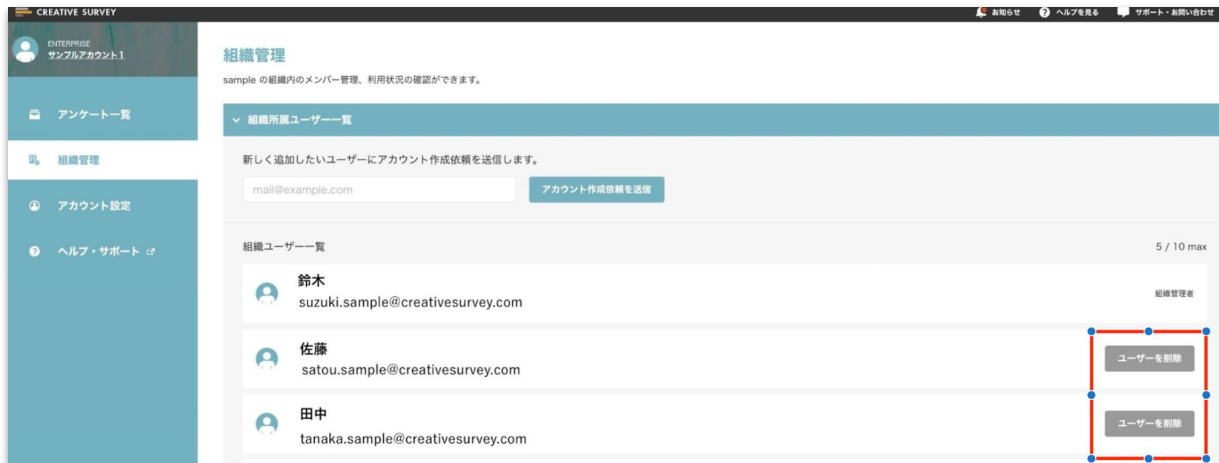 CREATIVE SURVEY
お知らせ ヘルプを見る サポート・お問い合わせ
ENTERPRISE
サンプルアカウント1
アンケート一覧
組織管理
アカウント設定
ヘルプ・サポート
組織管理
sample の組織内のメンバー管理、利用状況の確認ができます。
組織所属ユーザー一覧
新しく追加したいユーザーにアカウント作成依頼を送信します。
mail@example.com アカウント作成依頼を送信
組織ユーザー一覧 5 / 10 max
鈴木
suzuki.sample@creativesurvey.com
組織管理者
佐藤
satou.sample@creativesurvey.com
ユーザーを削除
田中
tanaka.sample@creativesurvey.com
ユーザーを削除